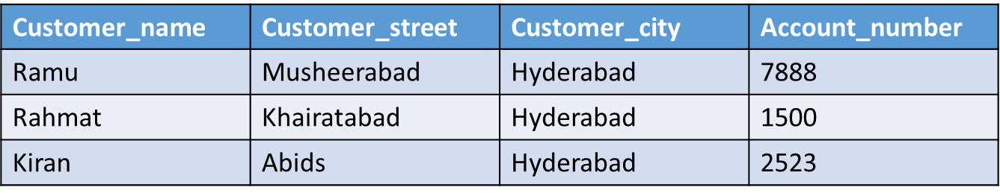 Customer_name Customer_street Customer_city Account_number
Ramu Musheerabad Hyderabad 7888
Rahmat Khairatabad Hyderabad 1500
Kiran Abids Hyderabad 2523